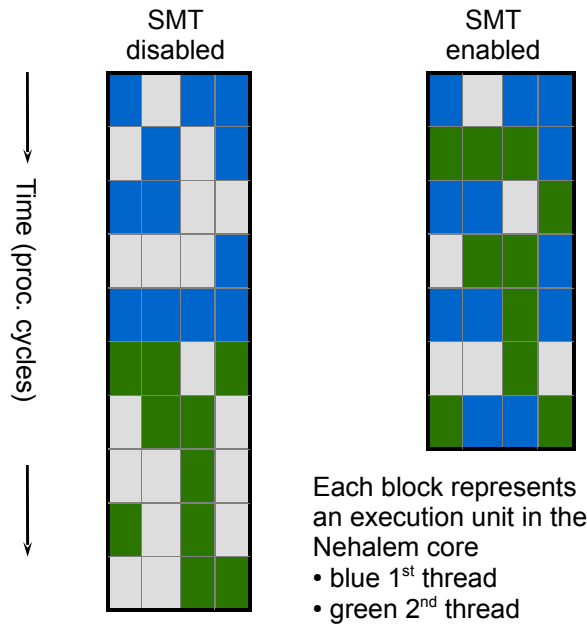 SMT
disabled
SMT
enabled
Time (proc. cycles)
Each block represents
an execution unit in the
Nehalem core
• blue 1st thread
• green 2nd thread